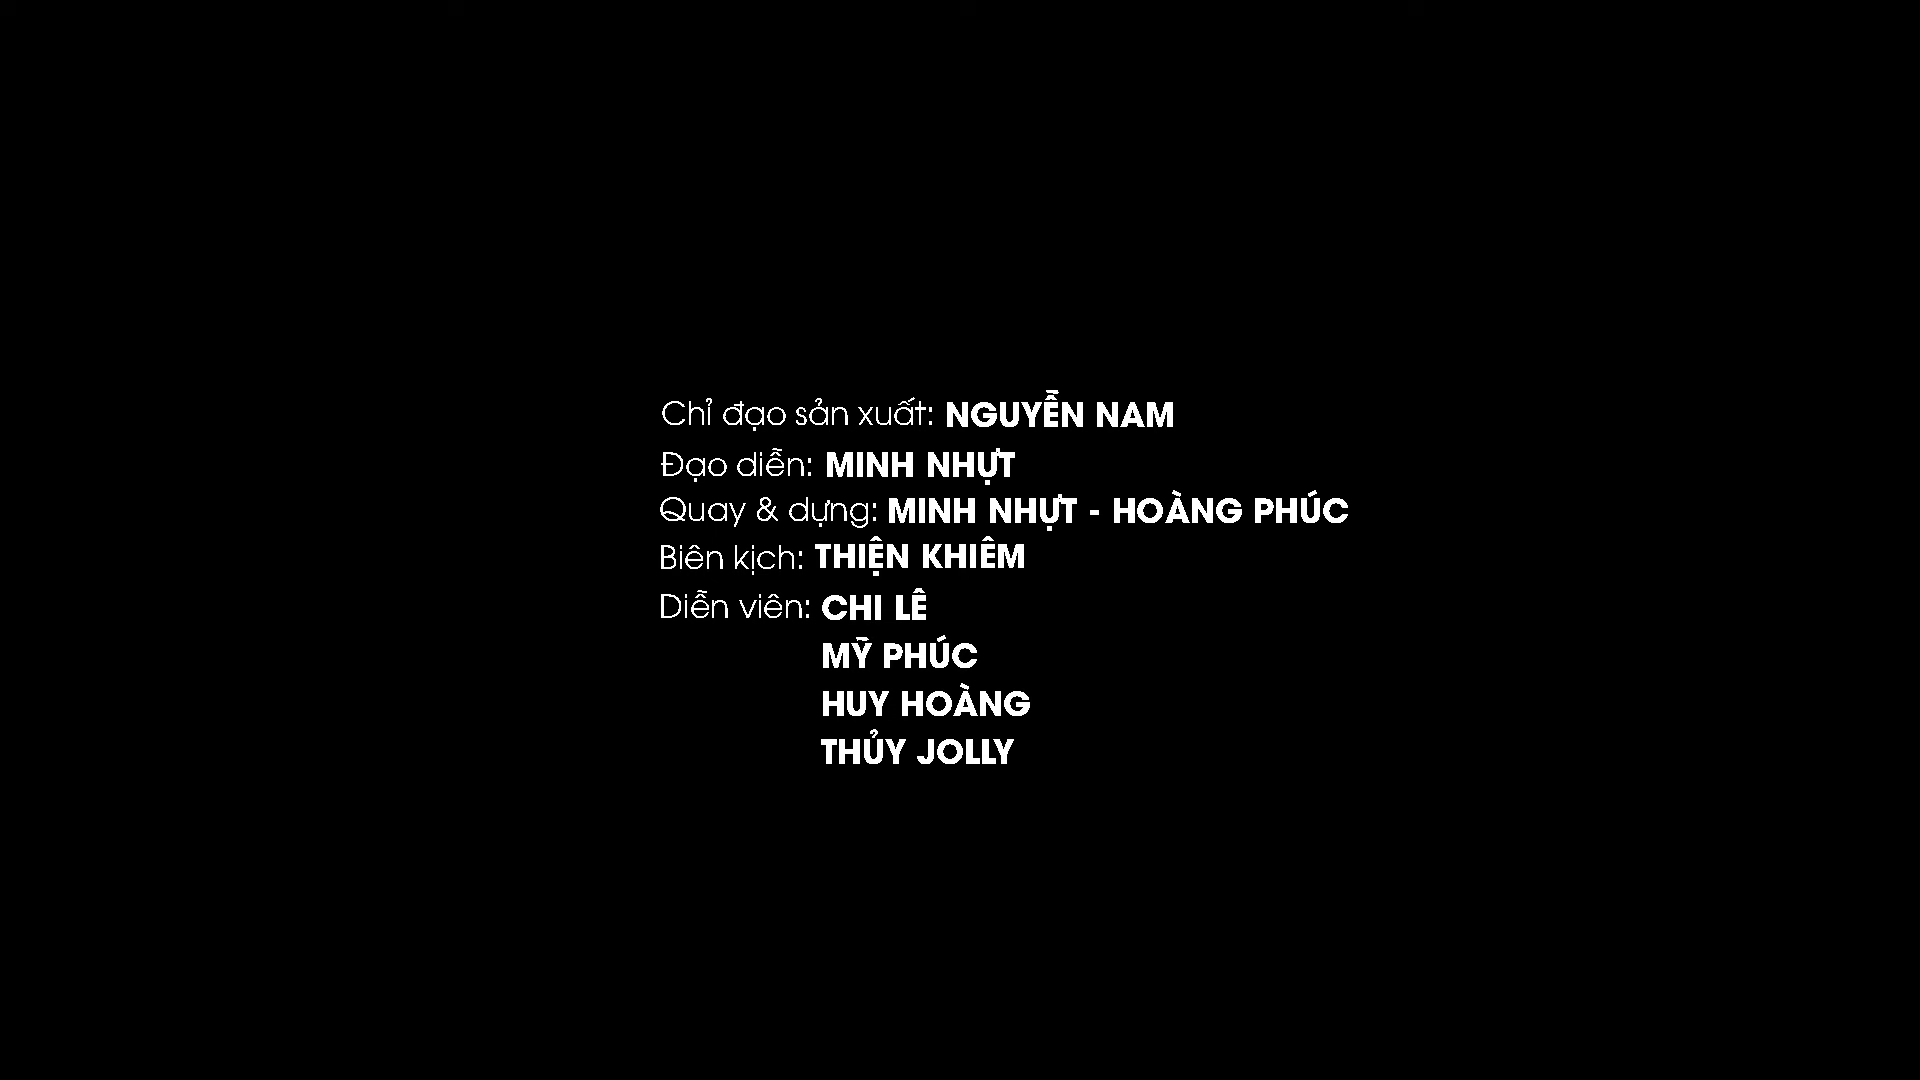 Chỉ đạo sản xuất: NGUYỄN NAM
Đạo diễn: MINH NHỰT
Quay & dựng: MINH NHỰT - HOÀNG PHÚC
Biên kịch: THIỆN KHIÊM
Diễn viên: CHI LÊ
MỸ PHÚC
HUY HOÀNG
THỦY JOLLY